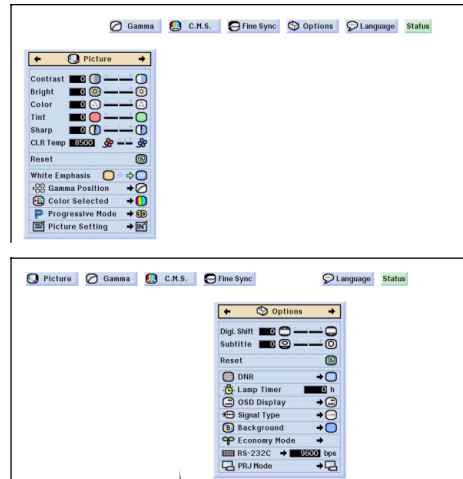 Gamma C.M.S. Fine Sync Options Language Status
Picture
Contrast 0
Bright 0
Color 0
Tint 0
Sharp 0
CLR Temp 8500
Reset
White Emphasis
Gamma Position
Color Selected
Progressive Mode 3D
Picture Setting
Picture Gamma C.M.S. Fine Sync Language Status
Options
Digi. Shift 0
Subtitle 0
Reset
DNR
Lamp Timer 0 h
OSD Display
Signal Type
B Background
Economy Mode
RS-232C 9600 bps
PRJ Mode